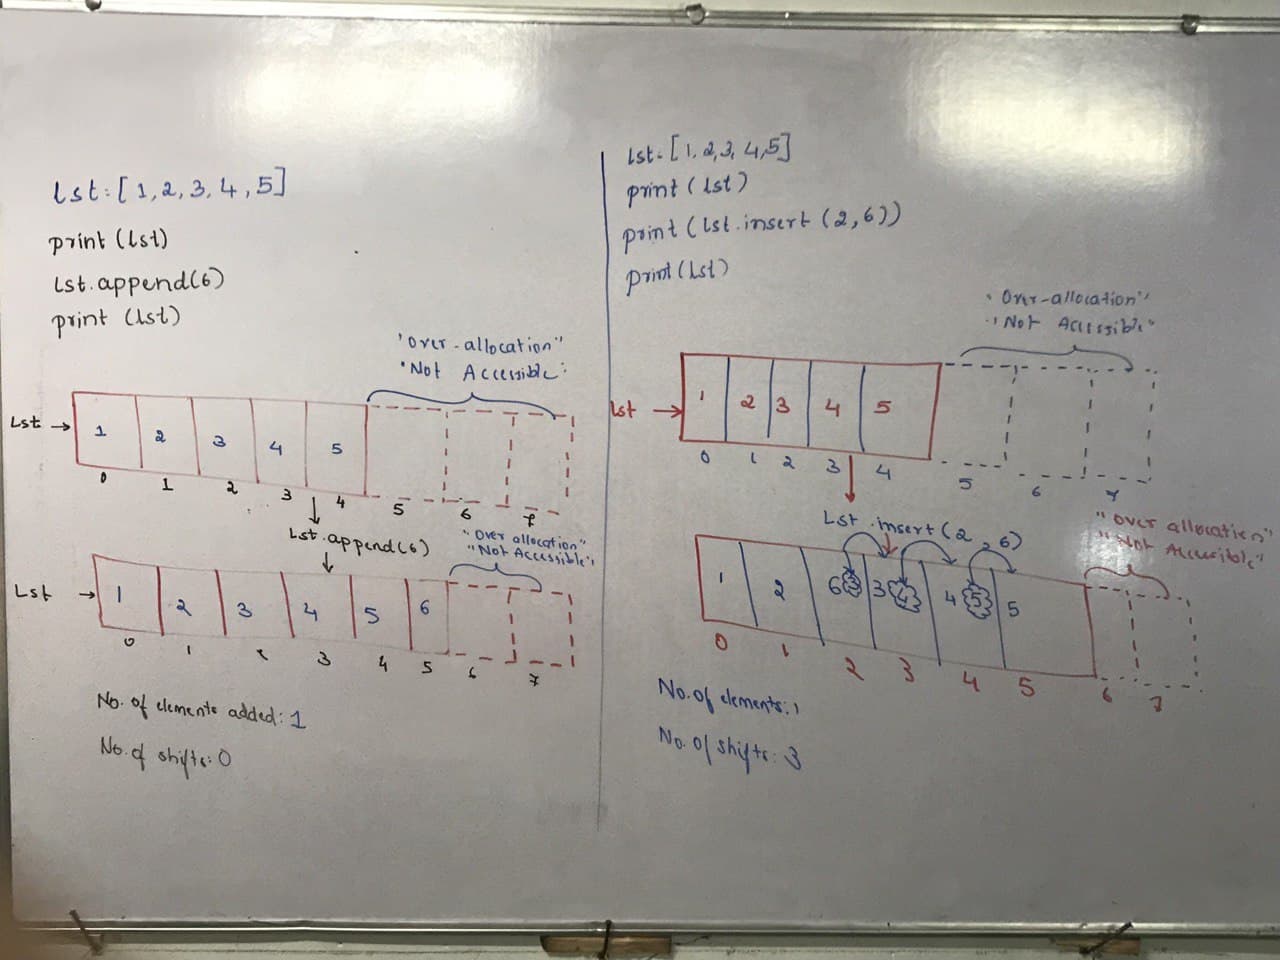 lst=[1,2,3,4,5]
print(lst)
lst.append(6)
print (lst)
"over-allocation"
"Not Accessible"
Lst →
1 2 3 4 5
0 1 2 3 4 5 6 7
Lst.append(6)
"Over allocation"
"Not Accessible"
Lst →
1 2 3 4 5 6
0 1 2 3 4 5 6 7
No. of elements added: 1
No. of shifts: 0
lst=[1,2,3,4,5]
print(lst)
print(lst.insert(2,6))
print(lst)
"Over-allocation"
"Not Accessible"
lst →
1 2 3 4 5
0 1 2 3 4 5 6 7
Lst.insert(2,6)
"over allocation"
"Not Accessible"
1 2 6 3 3 4 4 5 5
0 1 2 3 4 5 6 7
No. of elements: 1
No. of shifts: 3